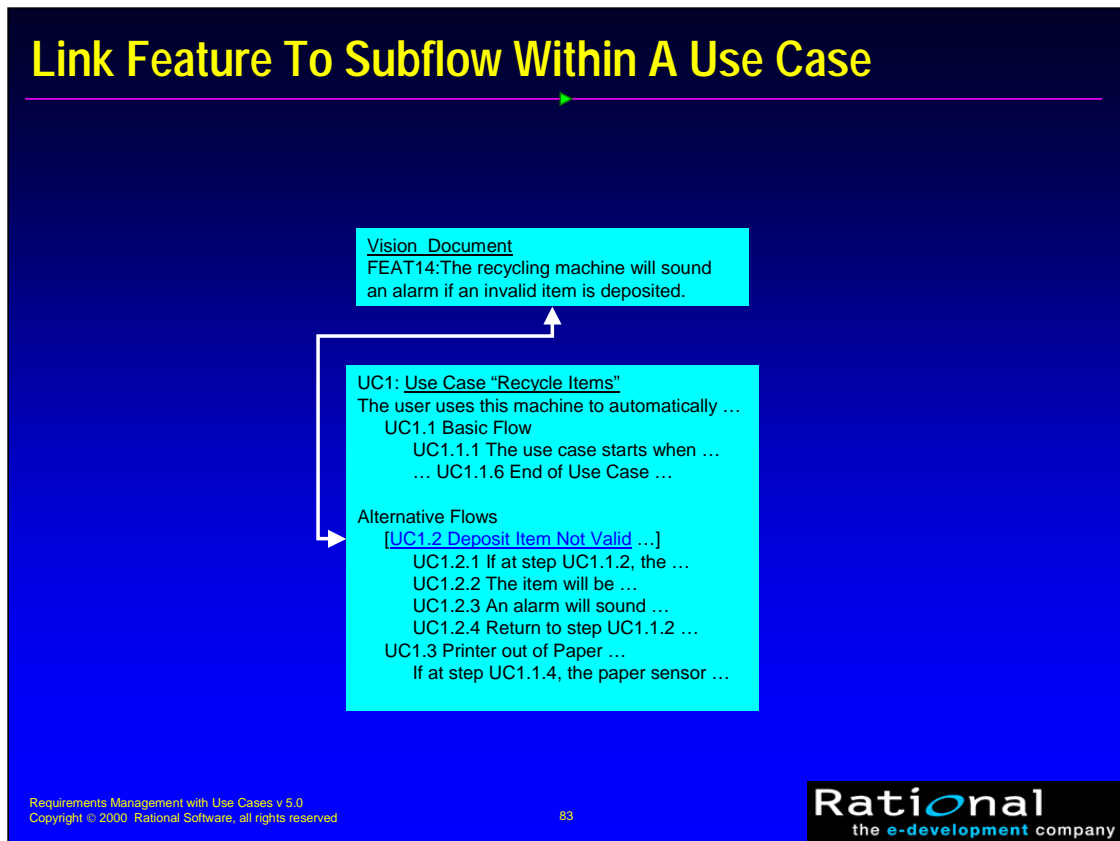 Link Feature To Subflow Within A Use Case
Vision Document
FEAT14:The recycling machine will sound
an alarm if an invalid item is deposited.
UC1: Use Case “Recycle Items”
The user uses this machine to automatically …
UC1.1 Basic Flow
UC1.1.1 The use case starts when …
… UC1.1.6 End of Use Case …
Alternative Flows
[UC1.2 Deposit Item Not Valid …]
UC1.2.1 If at step UC1.1.2, the …
UC1.2.2 The item will be …
UC1.2.3 An alarm will sound …
UC1.2.4 Return to step UC1.1.2 …
UC1.3 Printer out of Paper …
If at step UC1.1.4, the paper sensor …
Requirements Management with Use Cases v 5.0
Copyright © 2000 Rational Software, all rights reserved
83
Rational
the e-development company